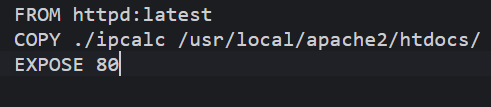 FROM httpd:latest
COPY ./ipcalc /usr/local/apache2/htdocs/
EXPOSE 80